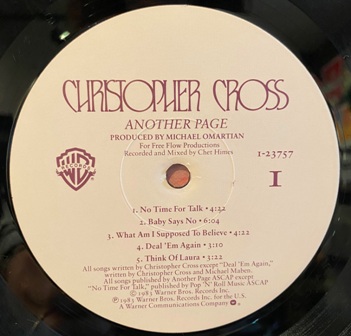 CHRISTOPHER CROSS
ANOTHER PAGE
PRODUCED BY MICHAEL OMARTIAN
For Free Flow Productions
Recorded and Mixed by Chet Himes
1-23757
WB
RECORDS
I
1. No Time For Talk • 4:32
2. Baby Says No • 6:04
3. What Am I Supposed To Believe • 4:22
4. Deal 'Em Again • 3:10
5. Think Of Laura • 3:22
All songs written by Christopher Cross except "Deal 'Em Again,"
written by Christopher Cross and Michael Maben.
All songs published by Another Page ASCAP except
"No Time For Talk," published by Pop 'N' Roll Music ASCAP
©1983 Warner Bros. Records Inc.
℗1983 Warner Bros. Records Inc. for the U.S.
A Warner Communications Company